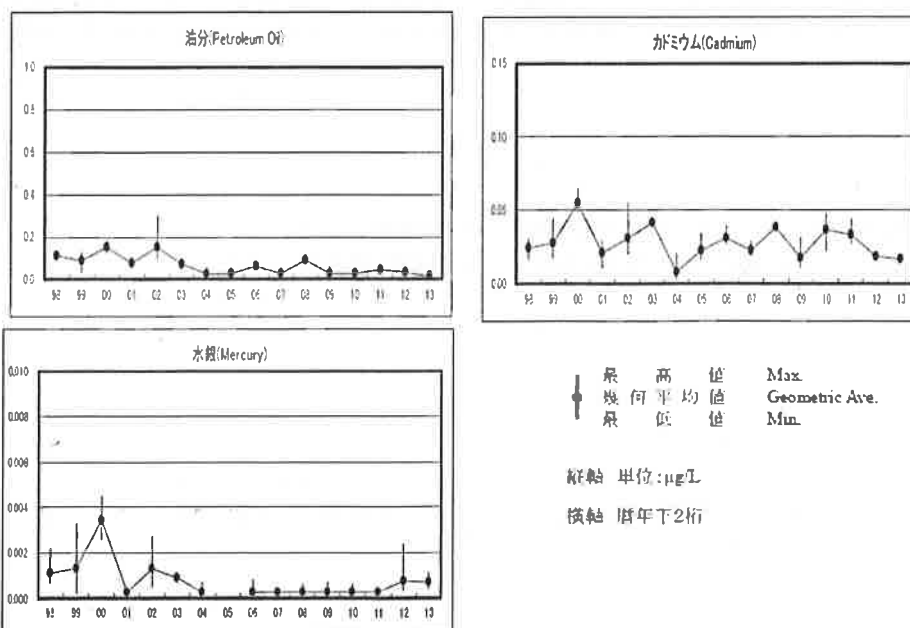 油分(Petroleum Oil)
1.0
0.8
0.6
0.4
0.2
0.0
98 99 00 01 02 03 04 05 06 07 08 09 10 11 12 13
カドミウム(Cadmium)
0.15
0.10
0.05
0.00
98 99 00 01 02 03 04 05 06 07 08 09 10 11 12 13
水銀(Mercury)
0.010
0.008
0.006
0.004
0.002
0.000
98 99 00 01 02 03 04 05 06 07 08 09 10 11 12 13
最高値 Max.
幾何平均値 Geometric Ave.
最低値 Min.
縦軸 単位:μg/L
横軸 暦年下2桁